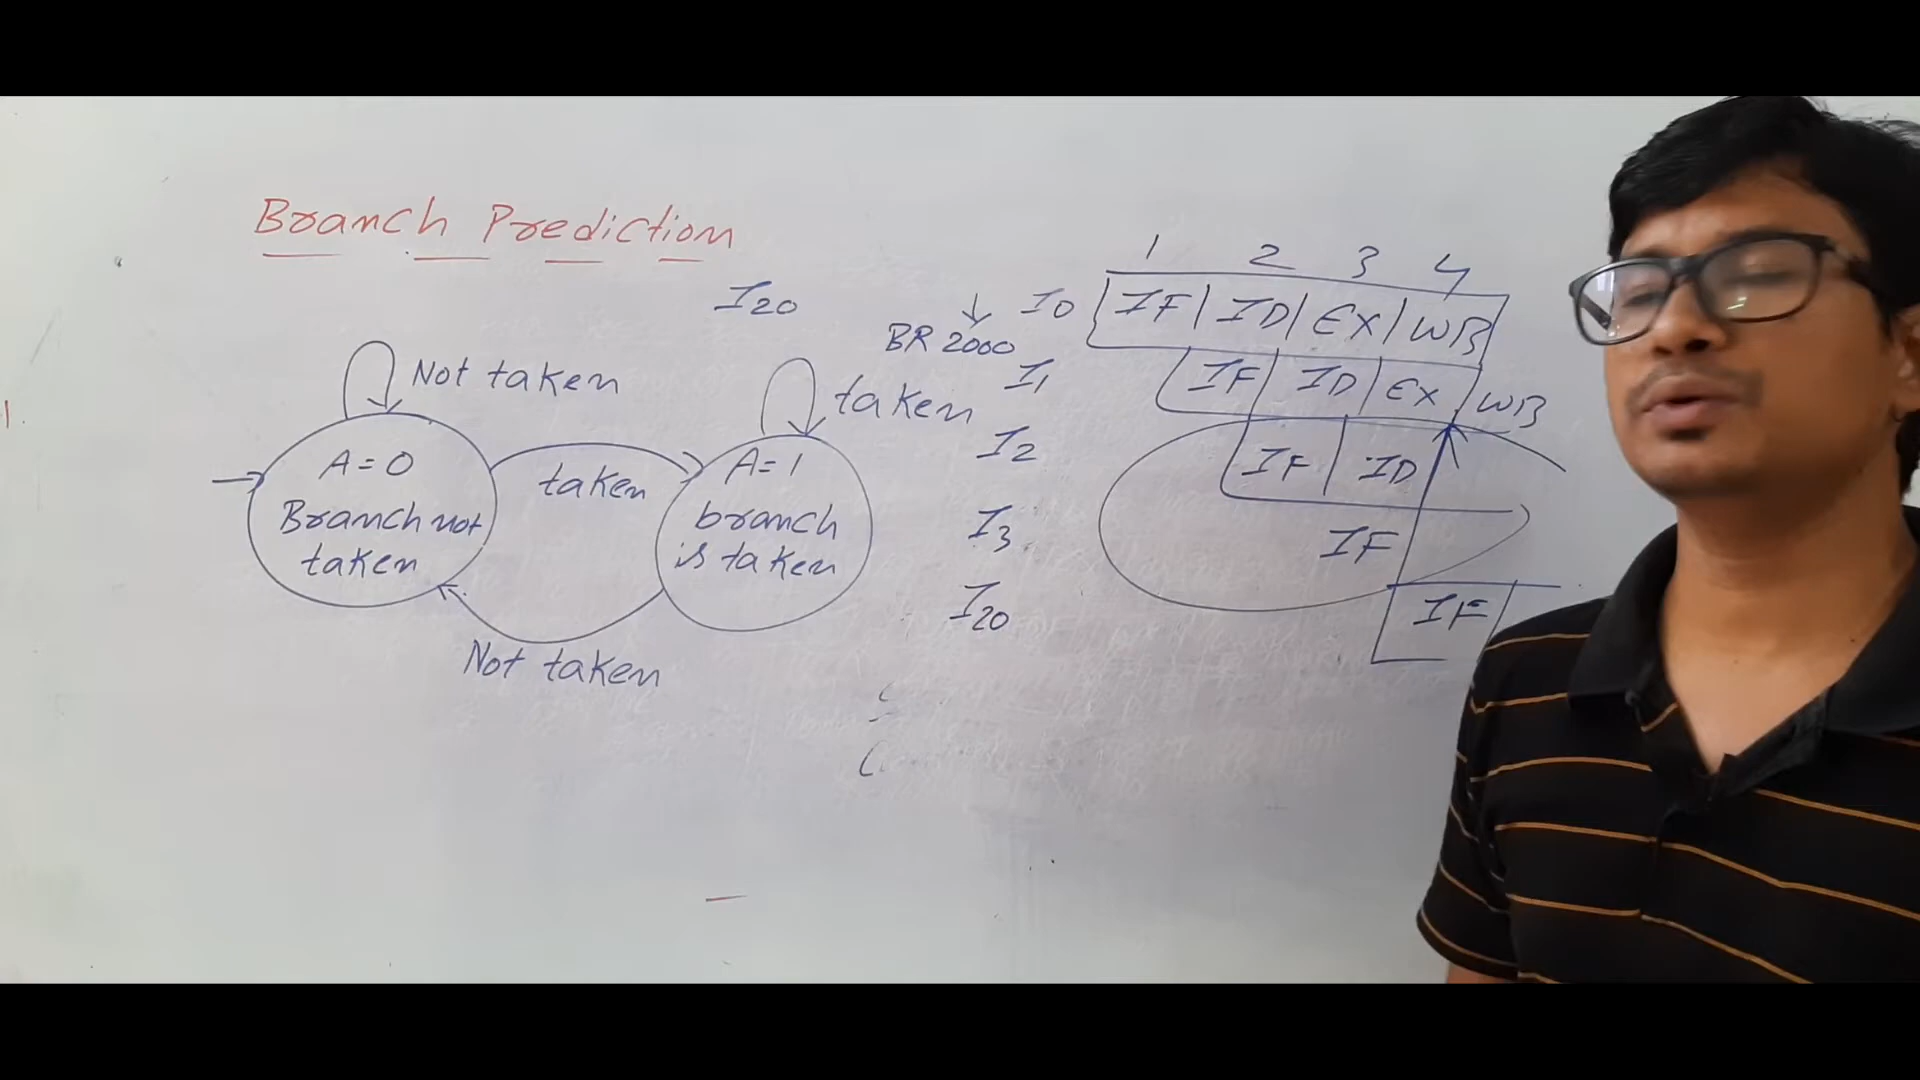 Branch Prediction
1 2 3 4
I20
BR 2000
I0 IF ID EX WB
Not taken
taken
I1 IF ID EX WB
A=0
Branch not
taken
taken
A=1
branch
is taken
I2 IF ID
I3 IF
I20 IF
Not taken